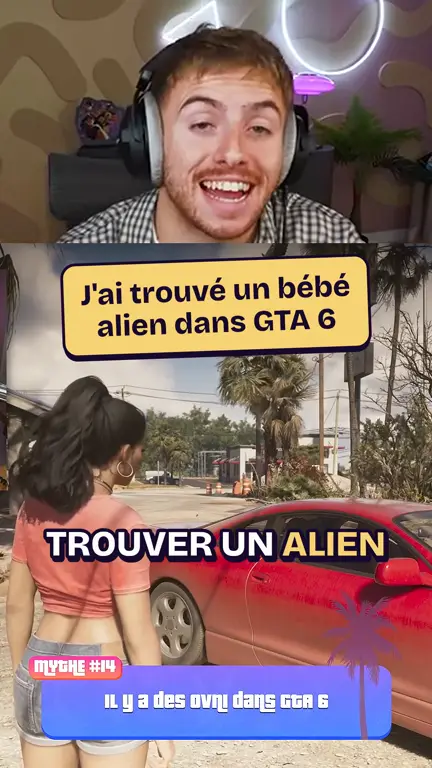 J'ai trouvé un bébé
alien dans GTA 6
TROUVER UN ALIEN
MYTHE #14
IL Y A DES OVNI DANS GTA 6